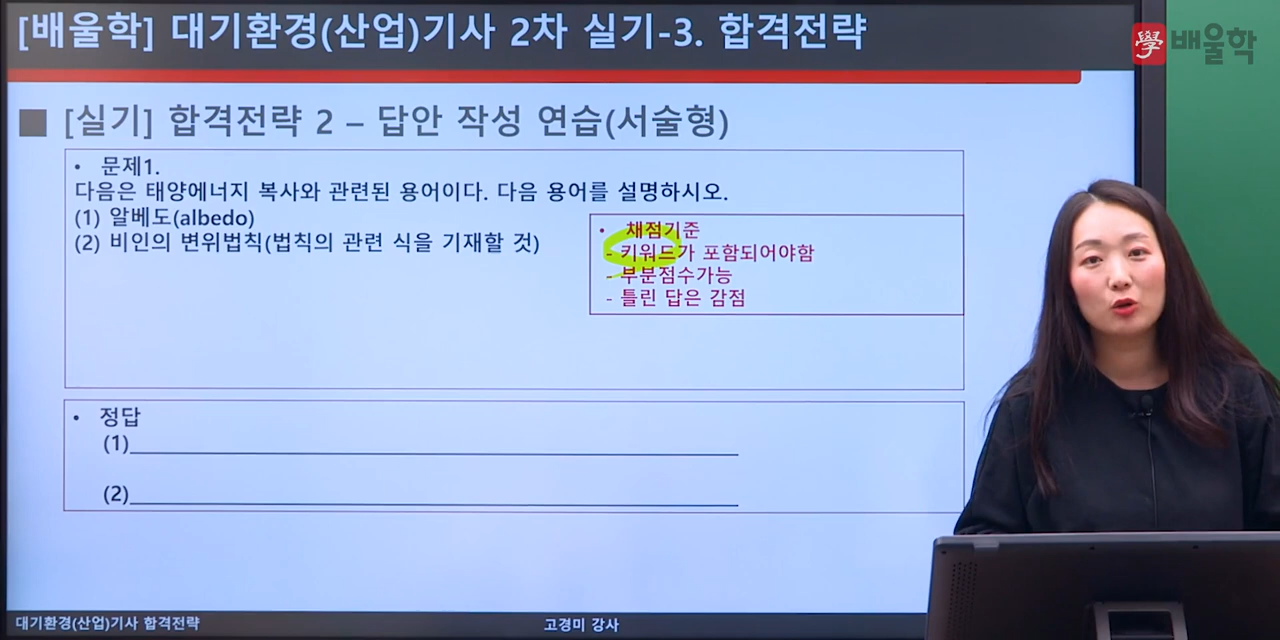 [배울학] 대기환경(산업)기사 2차 실기-3. 합격전략
學 배울학
■ [실기] 합격전략 2 – 답안 작성 연습(서술형)
• 문제1.
다음은 태양에너지 복사와 관련된 용어이다. 다음 용어를 설명하시오.
(1) 알베도(albedo)
(2) 비인의 변위법칙(법칙의 관련 식을 기재할 것)
• 채점기준
- 키워드가 포함되어야함
- 부분점수가능
- 틀린 답은 감점
• 정답
(1)
(2)
대기환경(산업)기사 합격전략
고경미 강사